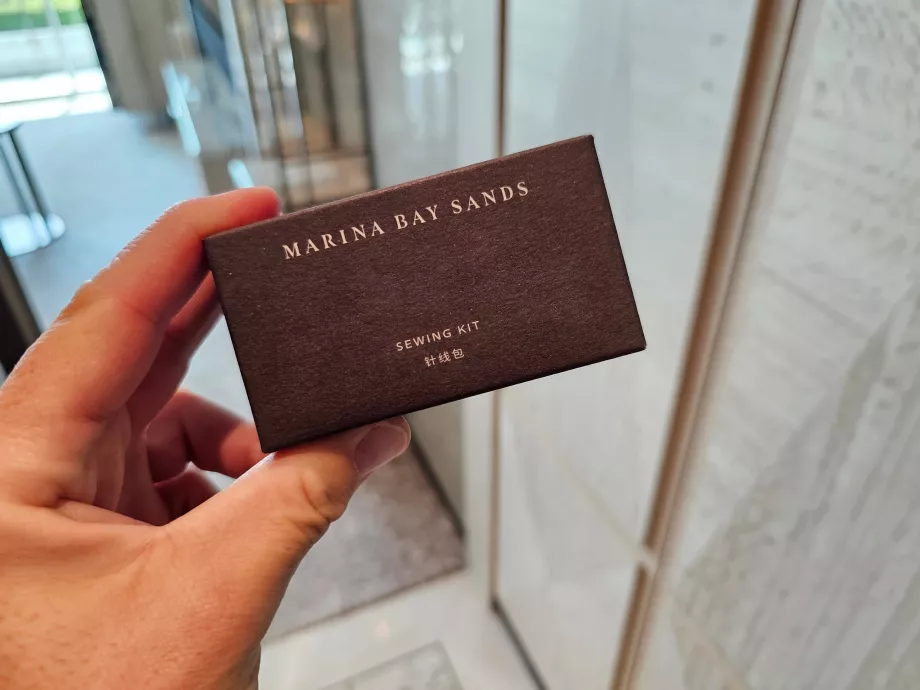 MARINA BAY SANDS
SEWING KIT
针线包